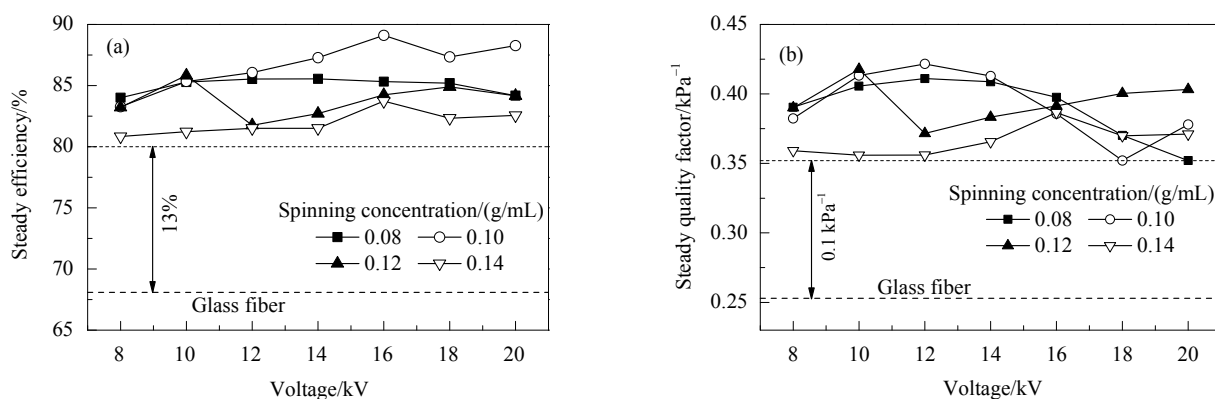 (a)
90
85
80
75
70
65
Steady efficiency/%
13%
Spinning concentration/(g/mL)
0.08 0.10
0.12 0.14
Glass fiber
8 10 12 14 16 18 20
Voltage/kV
(b)
0.45
0.40
0.35
0.30
0.25
Steady quality factor/kPa⁻¹
0.1 kPa⁻¹
Spinning concentration/(g/mL)
0.08 0.10
0.12 0.14
Glass fiber
8 10 12 14 16 18 20
Voltage/kV